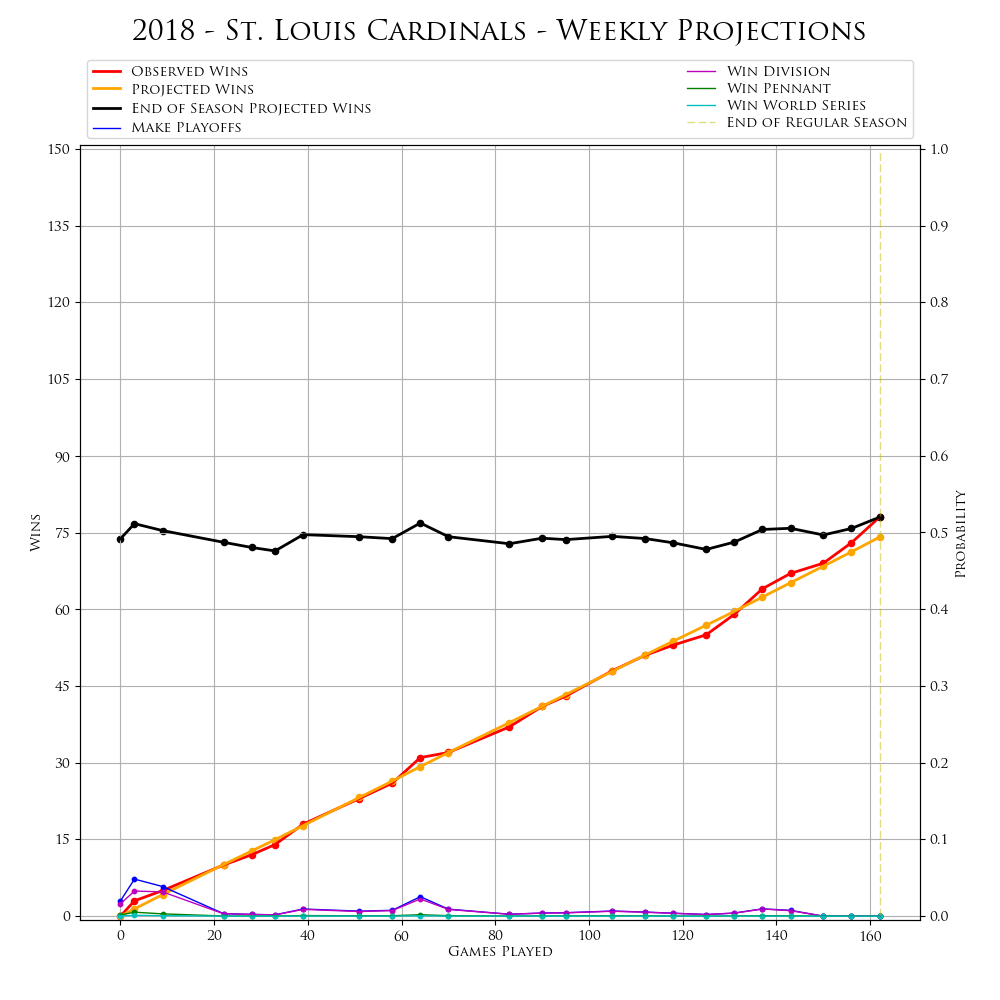 2018 - St. Louis Cardinals - Weekly Projections
Observed Wins
Projected Wins
End of Season Projected Wins
Make Playoffs
Win Division
Win Pennant
Win World Series
End of Regular Season
150
135
120
105
90
75
60
45
30
15
0
Wins
1.0
0.9
0.8
0.7
0.6
0.5
0.4
0.3
0.2
0.1
0.0
Probability
0 20 40 60 80 100 120 140 160
Games Played